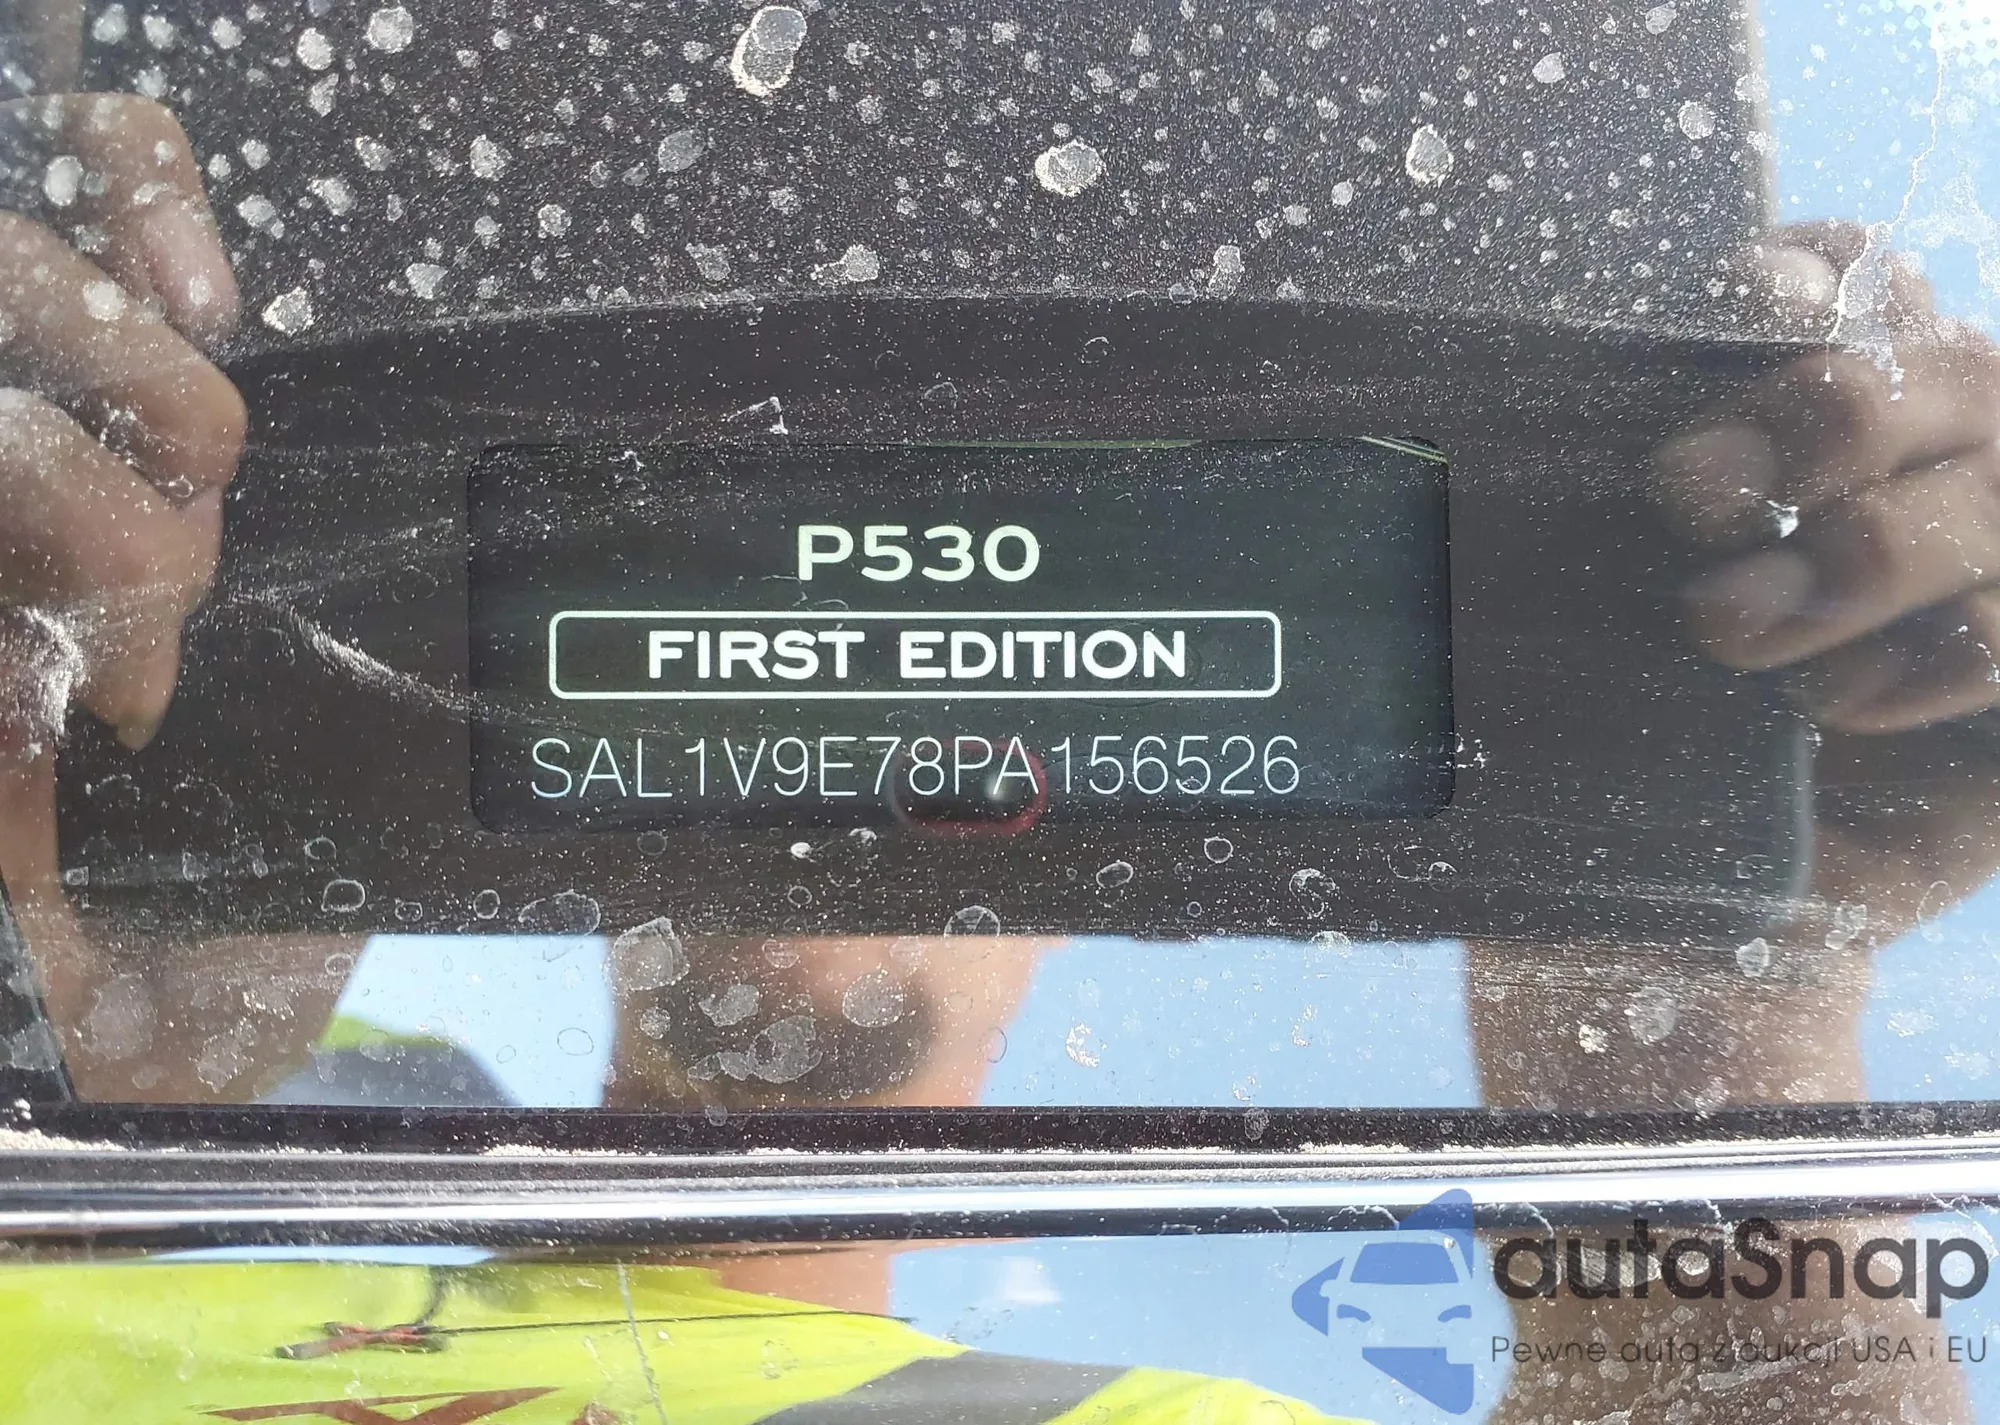 P530
FIRST EDITION
SAL1V9E78PA156526
autaSnap
Pewne auta z aukcji USA i EU